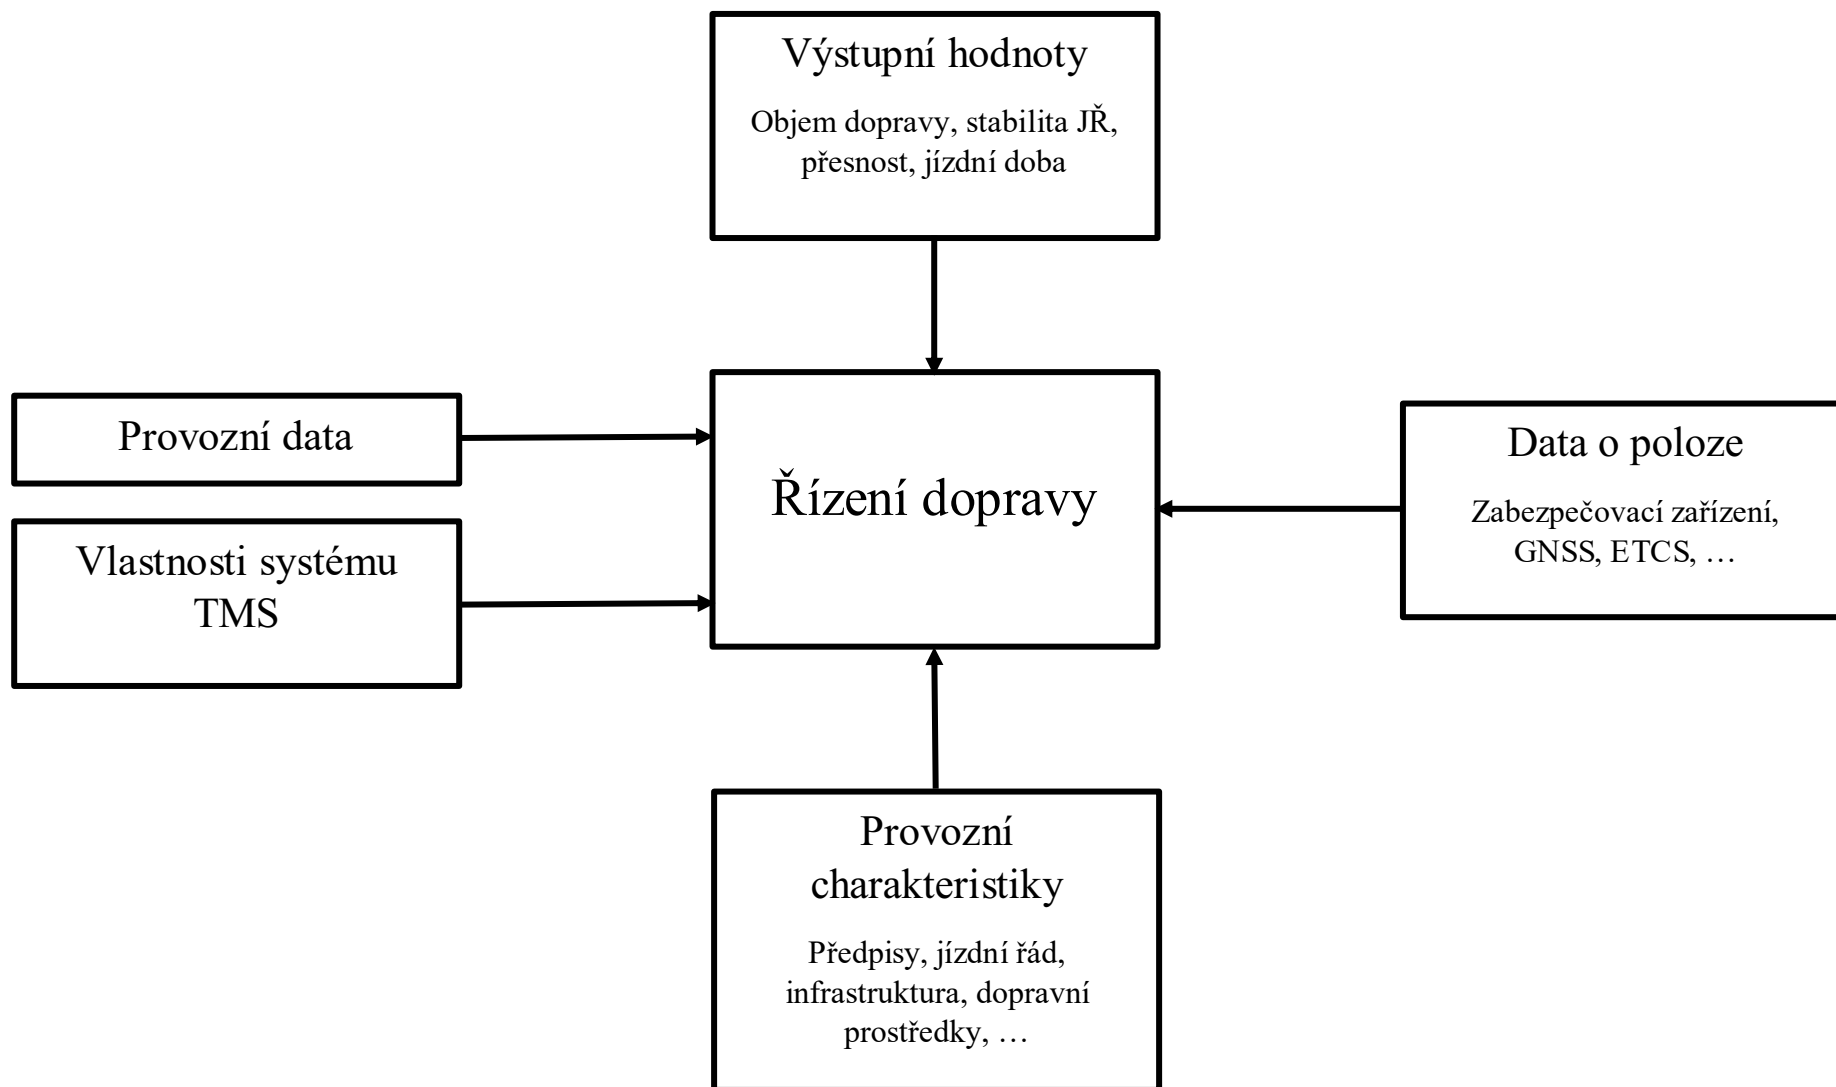 Výstupní hodnoty
Objem dopravy, stabilita JŘ,
přesnost, jízdní doba
Provozní data
Vlastnosti systému
TMS
Řízení dopravy
Data o poloze
Zabezpečovací zařízení,
GNSS, ETCS, …
Provozní
charakteristiky
Předpisy, jízdní řád,
infrastruktura, dopravní
prostředky, …